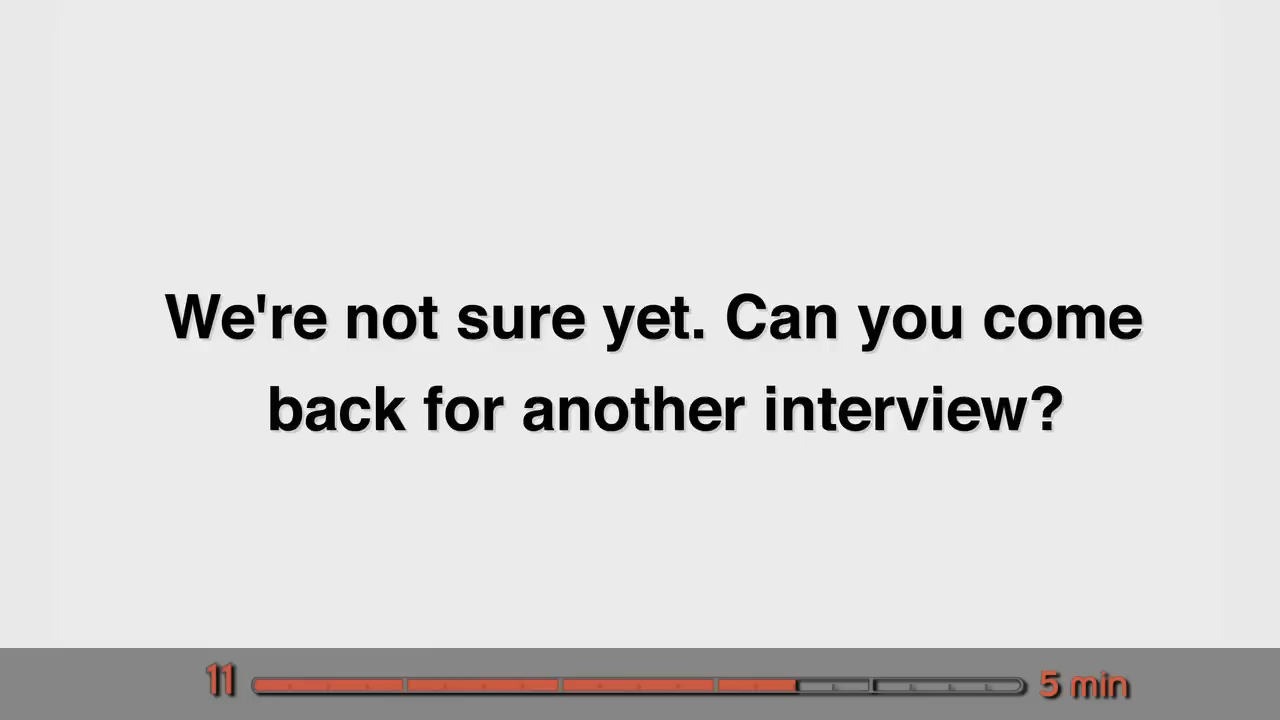 We're not sure yet. Can you come
back for another interview?
11 5 min